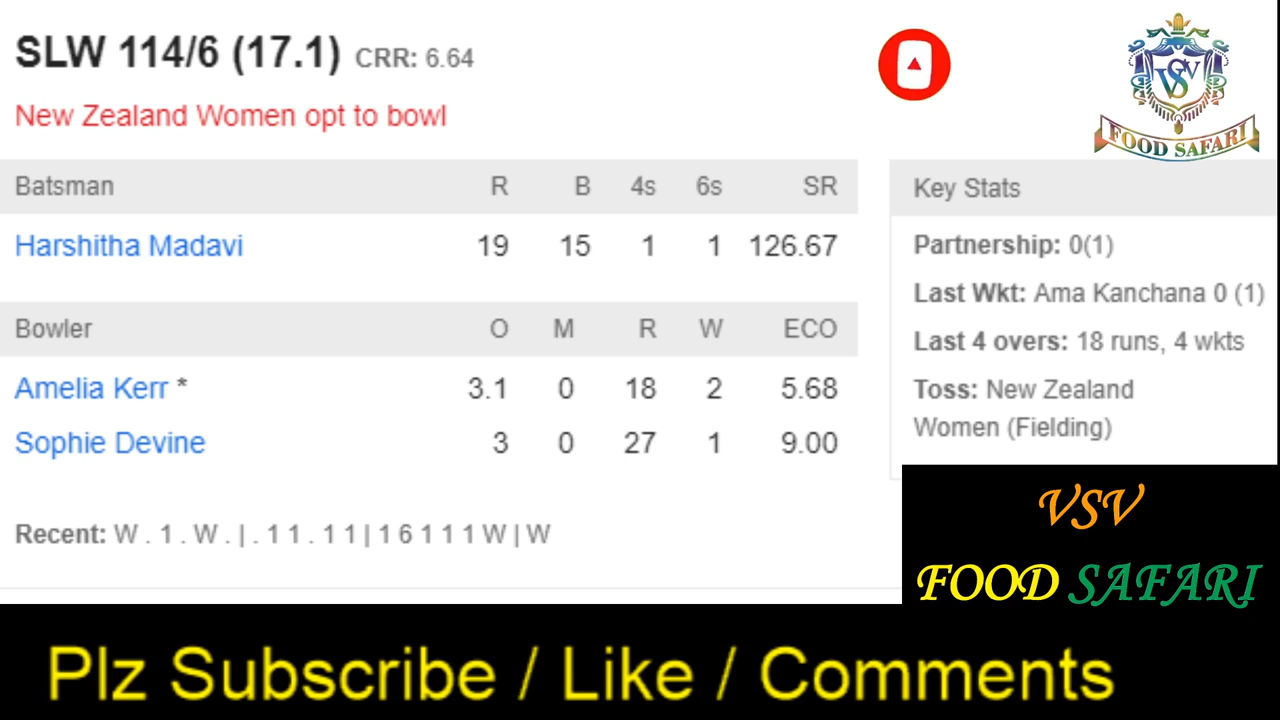 SLW 114/6 (17.1) CRR: 6.64
New Zealand Women opt to bowl
Batsman R B 4s 6s SR
Harshitha Madavi 19 15 1 1 126.67
Bowler O M R W ECO
Amelia Kerr * 3.1 0 18 2 5.68
Sophie Devine 3 0 27 1 9.00
Recent: W . 1 . W . | . 1 1 . 1 1 | 1 6 1 1 1 W | W
VSV
FOOD SAFARI
Key Stats
Partnership: 0(1)
Last Wkt: Ama Kanchana 0 (1)
Last 4 overs: 18 runs, 4 wkts
Toss: New Zealand
Women (Fielding)
VSV
FOOD SAFARI
Plz Subscribe / Like / Comments